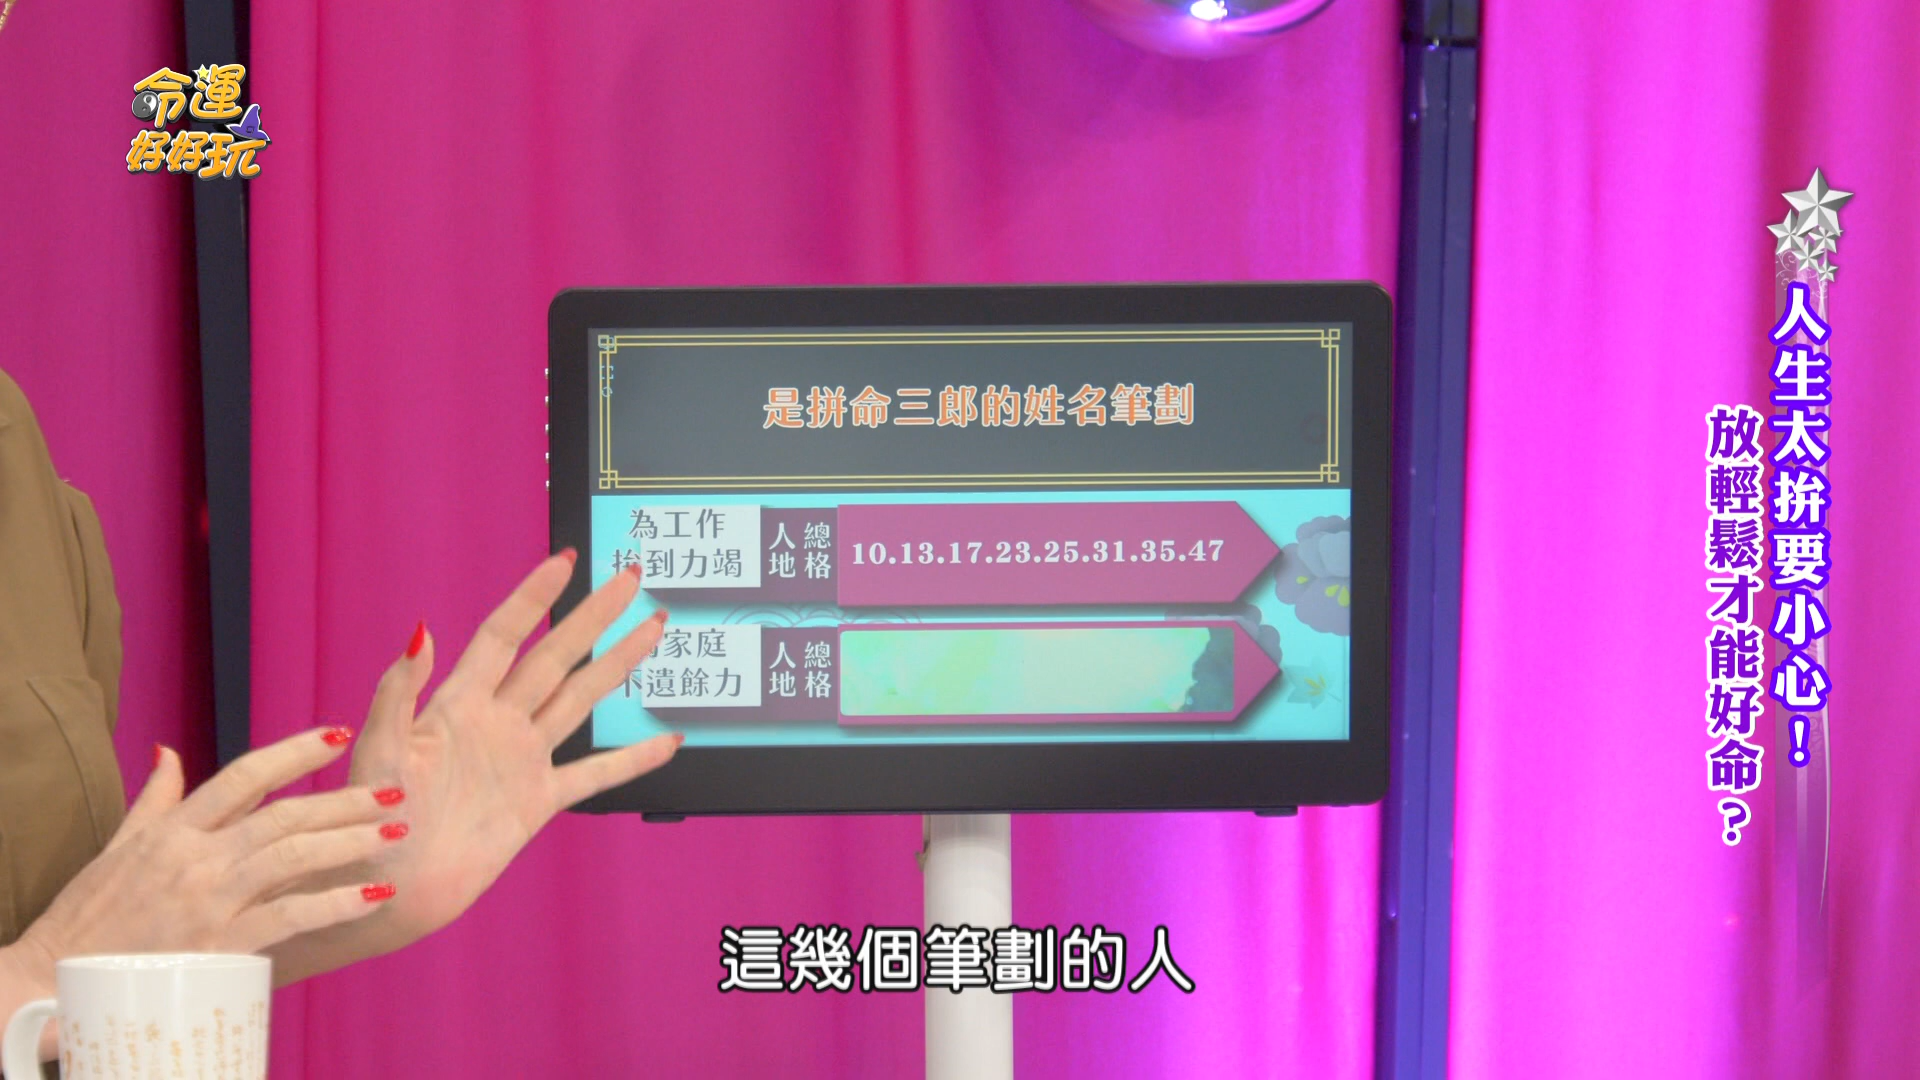 命運
好好玩
人生太拚要小心！
放輕鬆才能好命？
是拼命三郎的姓名筆劃
為工作
拚到力竭
人地
總格
10.13.17.23.25.31.35.47
家庭
不遺餘力
人地
總格
這幾個筆劃的人